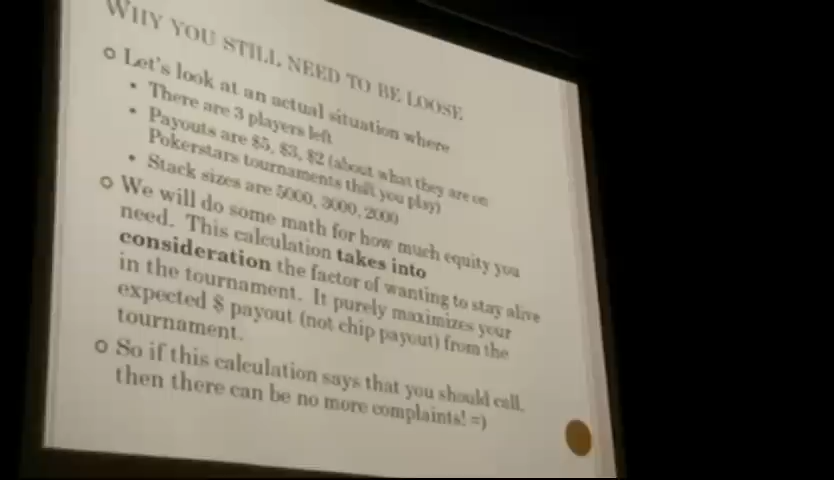 WHY YOU STILL NEED TO BE LOOSE
Let's look at an actual situation where
There are 3 players left
Payouts are $5, $3, $2 (about what they are on
Pokerstars tournaments that you play)
Stack sizes are 5000, 3000, 2000
We will do some math for how much equity you
need. This calculation takes into
consideration the factor of wanting to stay alive
in the tournament. It purely maximizes your
expected $ payout (not chip payout) from the
tournament.
So if this calculation says that you should call,
then there can be no more complaints! =)